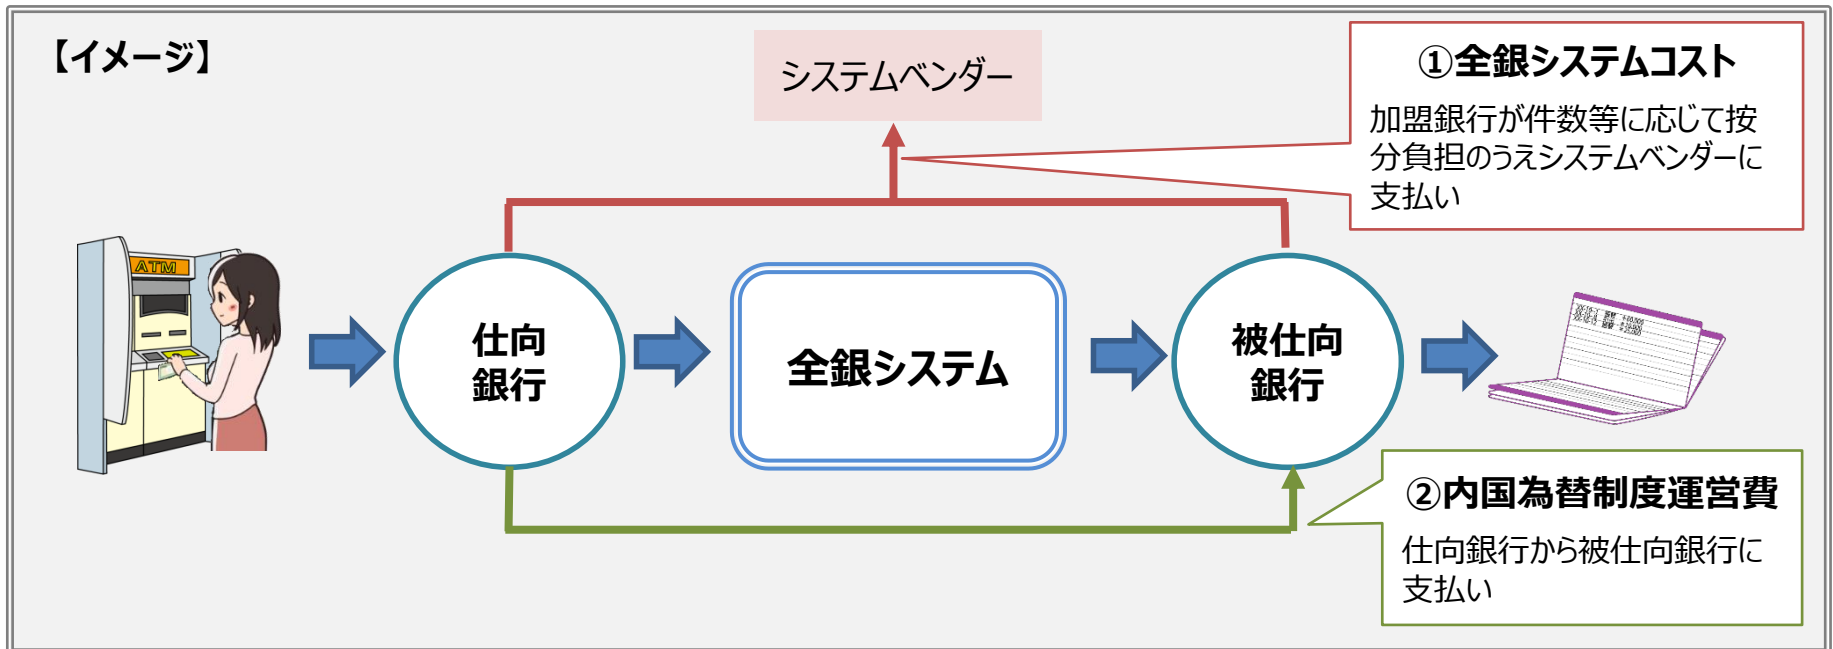 【イメージ】
システムベンダー
①全銀システムコスト
加盟銀行が件数等に応じて按
分負担のうえシステムベンダーに
支払い
ATM
仕向
銀行
全銀システム
被仕向
銀行
②内国為替制度運営費
仕向銀行から被仕向銀行に
支払い